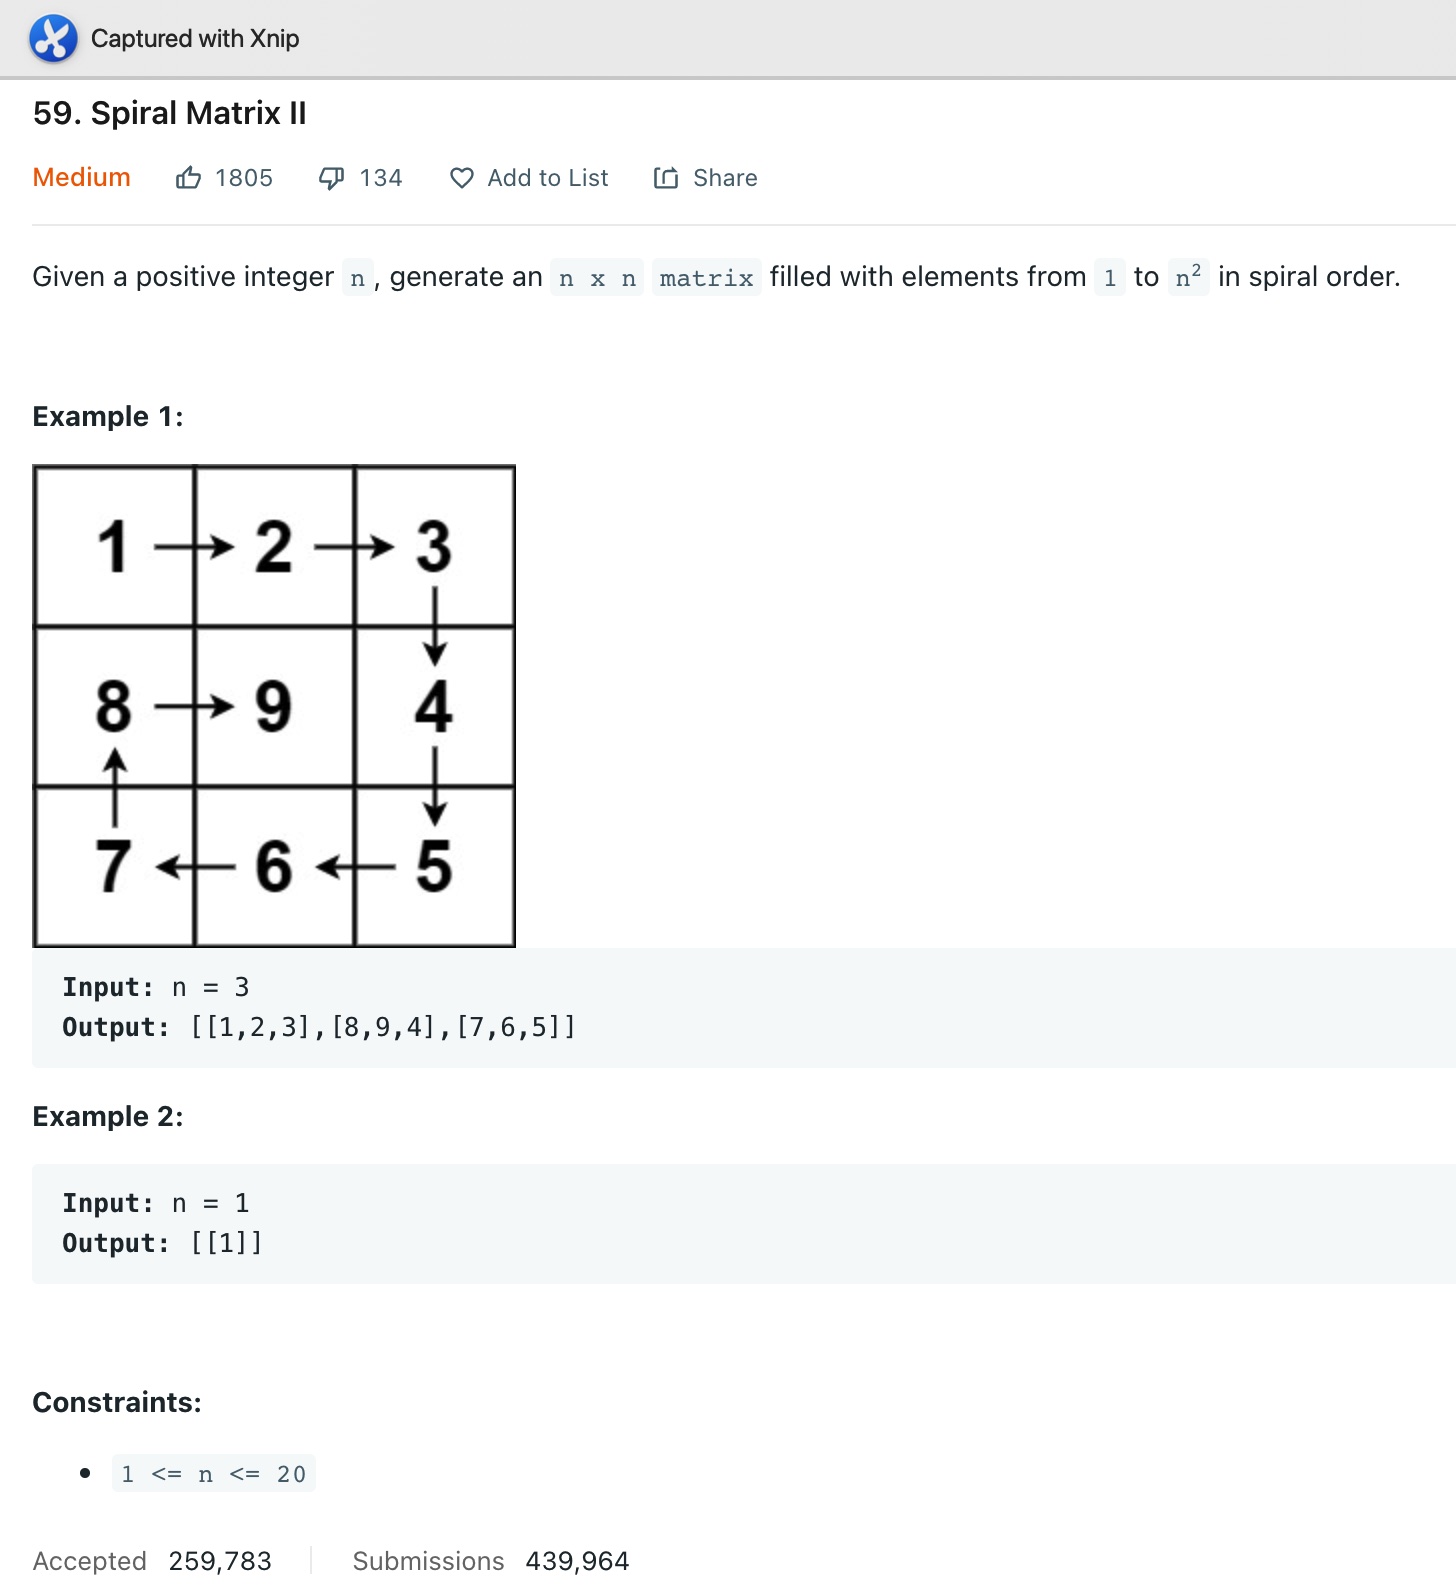 Captured with Xnip
59. Spiral Matrix II
Medium 1805 134 Add to List Share
Given a positive integer n, generate an n x n matrix filled with elements from 1 to n² in spiral order.
Example 1:
1 2 3
8 9 4
7 6 5
Input: n = 3
Output: [[1,2,3],[8,9,4],[7,6,5]]
Example 2:
Input: n = 1
Output: [[1]]
Constraints:
1 <= n <= 20
Accepted 259,783 Submissions 439,964